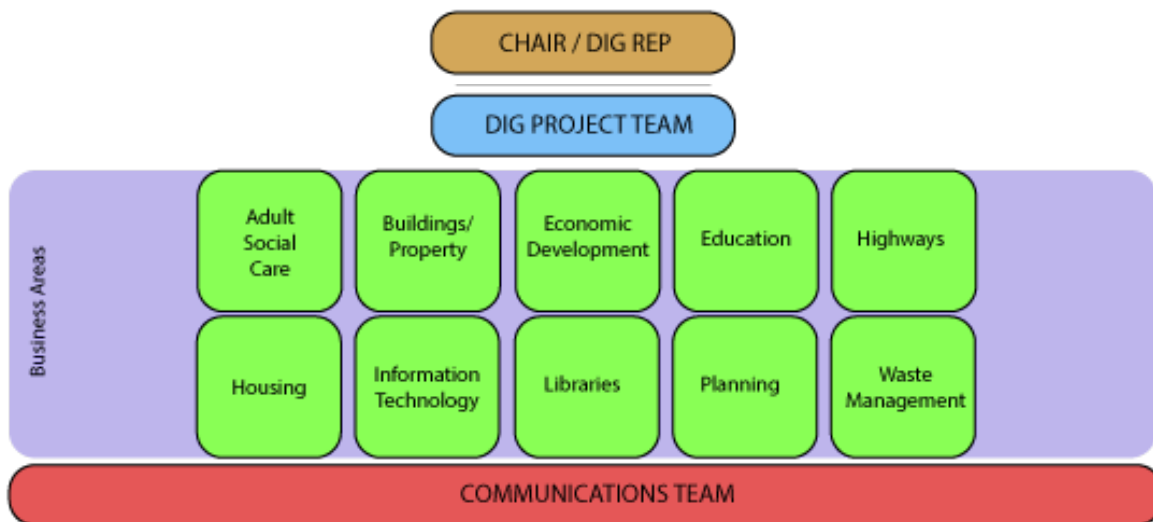 CHAIR / DIG REP
DIG PROJECT TEAM
Business Areas
Adult
Social
Care
Buildings/
Property
Economic
Development
Education
Highways
Housing
Information
Technology
Libraries
Planning
Waste
Management
COMMUNICATIONS TEAM